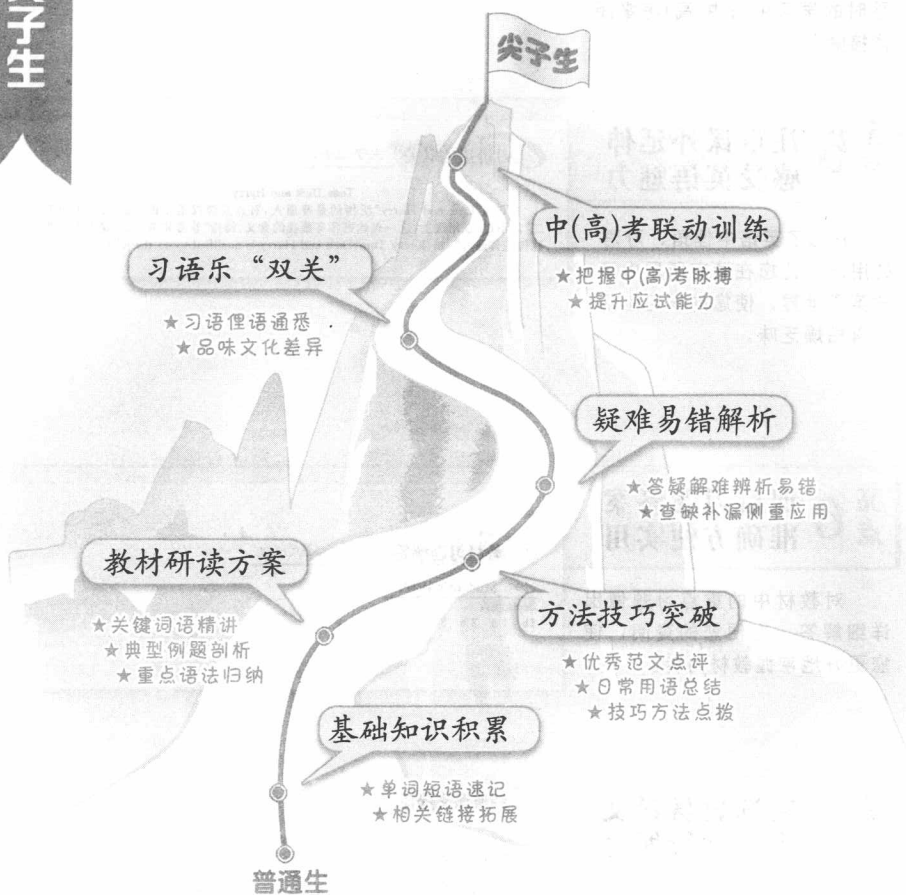 子生
尖子生
中(高)考联动训练
★把握中(高)考脉搏
★提升应试能力
习语乐“双关”
★习语俚语通悉
★品味文化差异
疑难易错解析
★答疑解难辨析易错
★查缺补漏侧重应用
教材研读方案
★关键词语精讲
★典型例题剖析
★重点语法归纳
方法技巧突破
★优秀范文点评
★日常用语总结
★技巧方法点拨
基础知识积累
★单词短语速记
★相关链接拓展
普通生